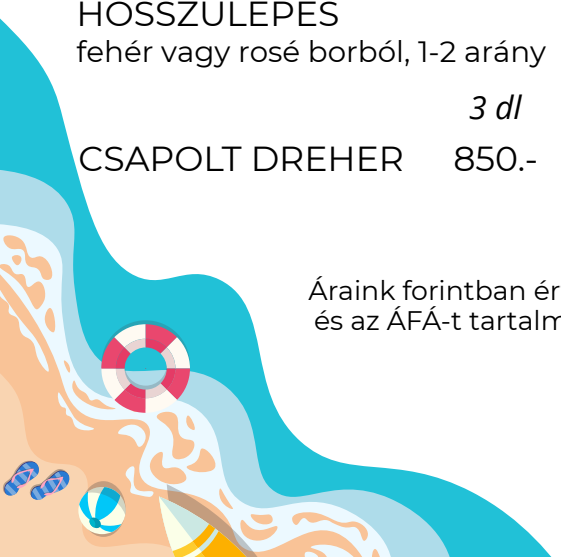 HOSSZÚLÉPÉS
fehér vagy rosé borból, 1-2 arány
3 dl
CSAPOLT DREHER 850.-
Áraink forintban ér
és az ÁFÁ-t tartalm